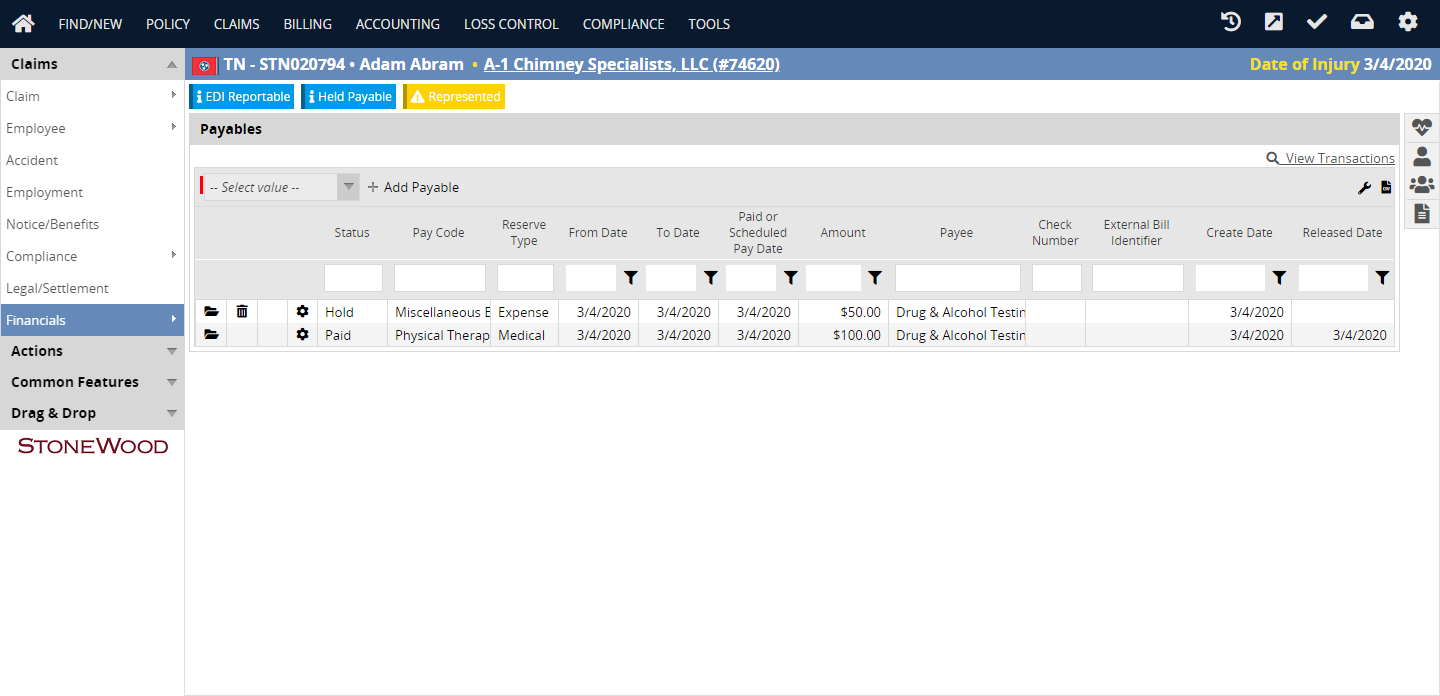 FIND/NEW POLICY CLAIMS BILLING ACCOUNTING LOSS CONTROL COMPLIANCE TOOLS
Claims
Claim
Employee
Accident
Employment
Notice/Benefits
Compliance
Legal/Settlement
Financials
Actions
Common Features
Drag & Drop
STONEWOOD
TN - STN020794 • Adam Abram • A-1 Chimney Specialists, LLC (#74620) Date of Injury 3/4/2020
EDI Reportable Held Payable Represented
Payables
View Transactions
-- Select value -- Add Payable
Status Pay Code Reserve Type From Date To Date Paid or Scheduled Pay Date Amount Payee Check Number External Bill Identifier Create Date Released Date
Hold Miscellaneous E Expense 3/4/2020 3/4/2020 3/4/2020 $50.00 Drug & Alcohol Testin 3/4/2020
Paid Physical Therap Medical 3/4/2020 3/4/2020 3/4/2020 $100.00 Drug & Alcohol Testin 3/4/2020 3/4/2020